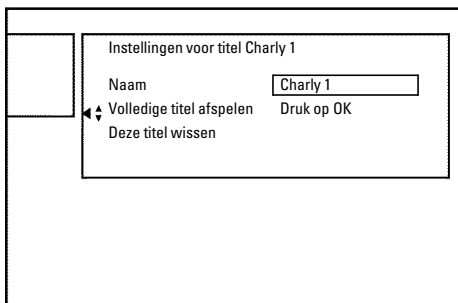 Instellingen voor titel Charly 1
Naam Charly 1
Volledige titel afspelen Druk op OK
Deze titel wissen